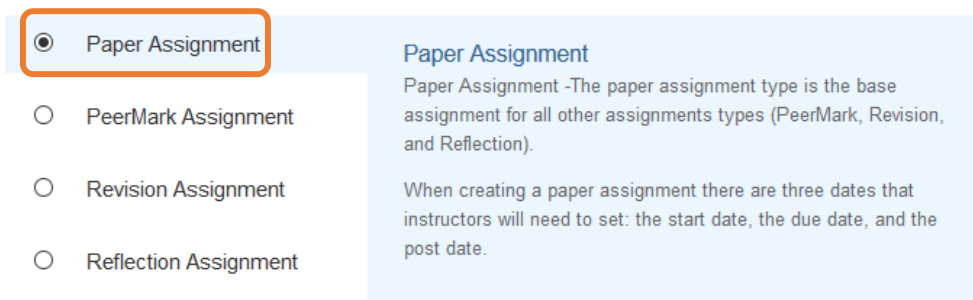 Paper Assignment
PeerMark Assignment
Revision Assignment
Reflection Assignment
Paper Assignment
Paper Assignment -The paper assignment type is the base
assignment for all other assignments types (PeerMark, Revision,
and Reflection).
When creating a paper assignment there are three dates that
instructors will need to set: the start date, the due date, and the
post date.